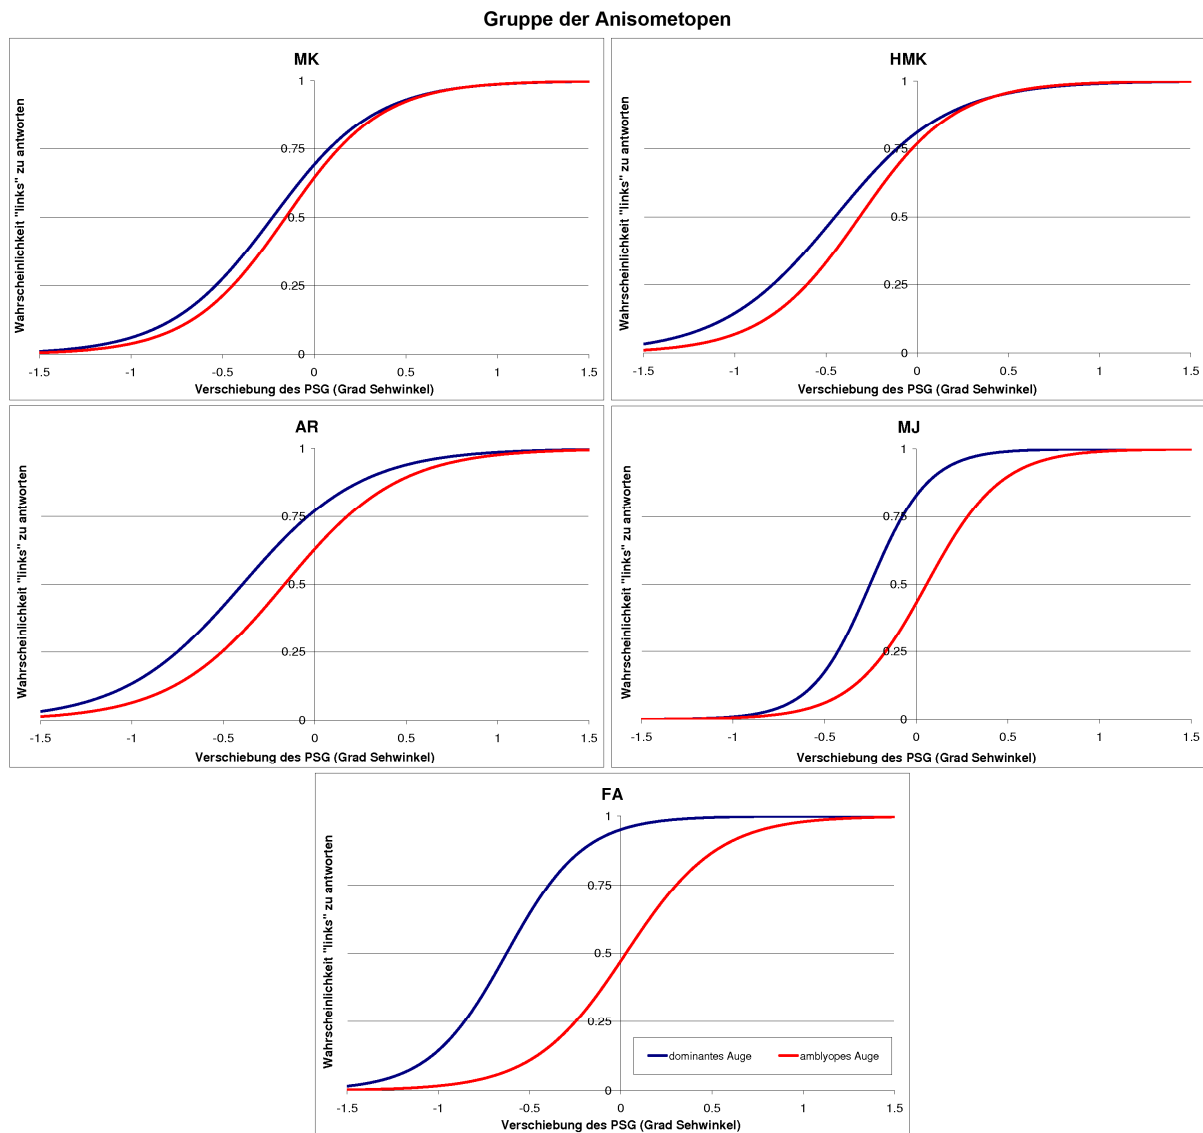 Gruppe der Anisometopen
MK
Wahrscheinlichkeit "links" zu antworten
1
0.75
0.5
0.25
0
-1.5 -1 -0.5 0 0.5 1 1.5
Verschiebung des PSG (Grad Sehwinkel)
HMK
Wahrscheinlichkeit "links" zu antworten
1
0.75
0.5
0.25
0
-1.5 -1 -0.5 0 0.5 1 1.5
Verschiebung des PSG (Grad Sehwinkel)
AR
Wahrscheinlichkeit "links" zu antworten
1
0.75
0.5
0.25
0
-1.5 -1 -0.5 0 0.5 1 1.5
Verschiebung des PSG (Grad Sehwinkel)
MJ
Wahrscheinlichkeit "links" zu antworten
1
0.75
0.5
0.25
0
-1.5 -1 -0.5 0 0.5 1 1.5
Verschiebung des PSG (Grad Sehwinkel)
FA
Wahrscheinlichkeit "links" zu antworten
1
0.75
0.5
0.25
0
dominantes Auge amblyopes Auge
-1.5 -1 -0.5 0 0.5 1 1.5
Verschiebung des PSG (Grad Sehwinkel)